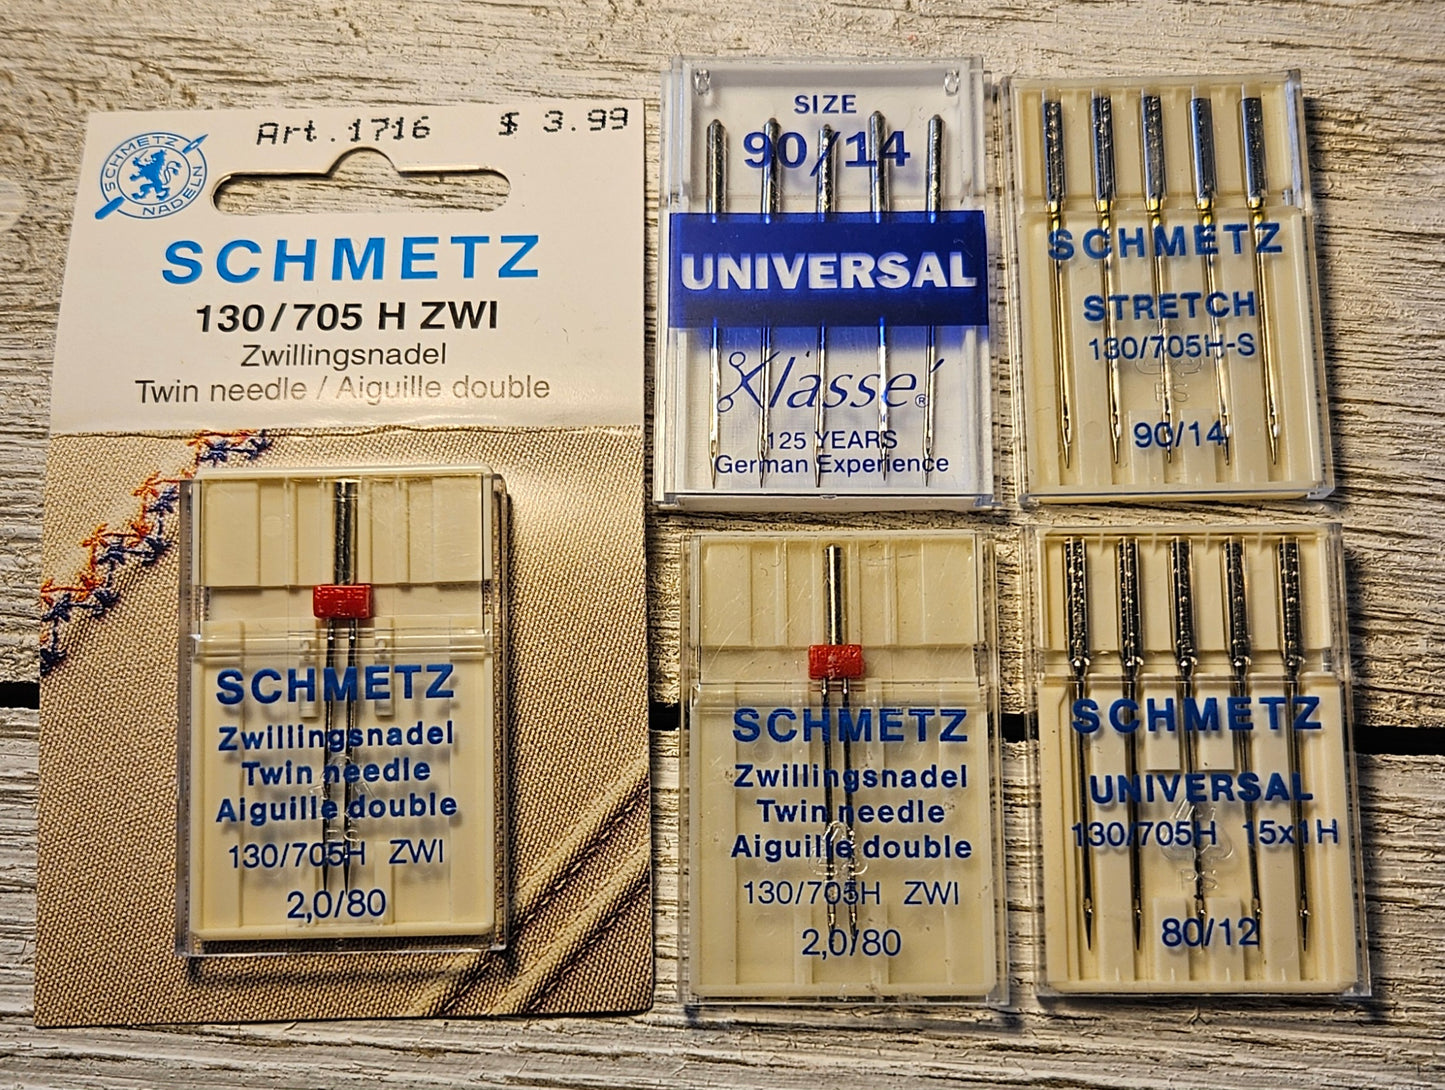 Art.1716 $ 3.99
SCHMETZ
NADELN
SCHMETZ
130/705 H ZWI
Zwillingsnadel
Twin needle / Aiguille double
SCHMETZ
Zwillingsnadel
Twin needle
Aiguille double
130/705H ZWI
2,0/80
SIZE
90/14
UNIVERSAL
Klassé®
125 YEARS
German Experience
SCHMETZ
STRETCH
130/705H-S
PS
90/14
SCHMETZ
Zwillingsnadel
Twin needle
Aiguille double
130/705H ZWI
2,0/80
SCHMETZ
UNIVERSAL
130/705H 15x1H
PS
80/12